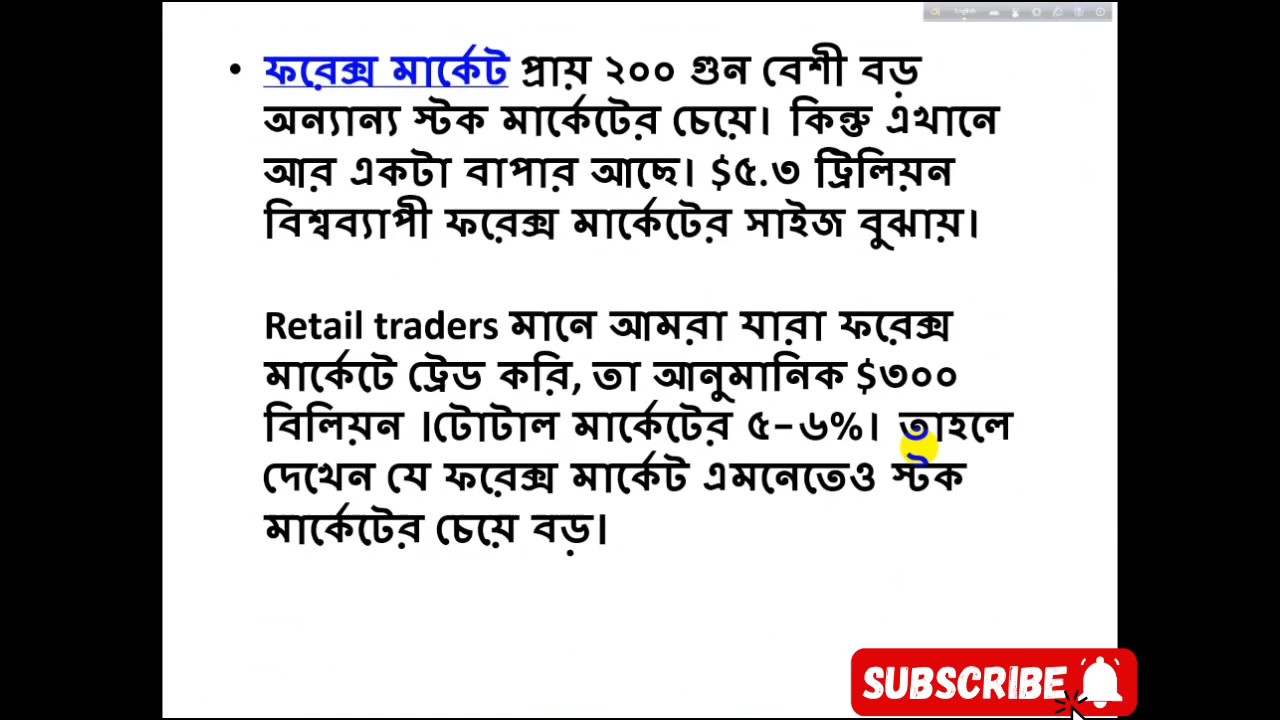 English
• ফরেক্স মার্কেট প্রায় ২০০ গুন বেশী বড়
অন্যান্য স্টক মার্কেটের চেয়ে। কিন্তু এখানে
আর একটা বাপার আছে। $৫.৩ ট্রিলিয়ন
বিশ্বব্যাপী ফরেক্স মার্কেটের সাইজ বুঝায়।
Retail traders মানে আমরা যারা ফরেক্স
মার্কেটে ট্রেড করি, তা আনুমানিক $৩০০
বিলিয়ন ।টোটাল মার্কেটের ৫-৬%। তাহলে
দেখেন যে ফরেক্স মার্কেট এমনেতেও স্টক
মার্কেটের চেয়ে বড়।
SUBSCRIBE